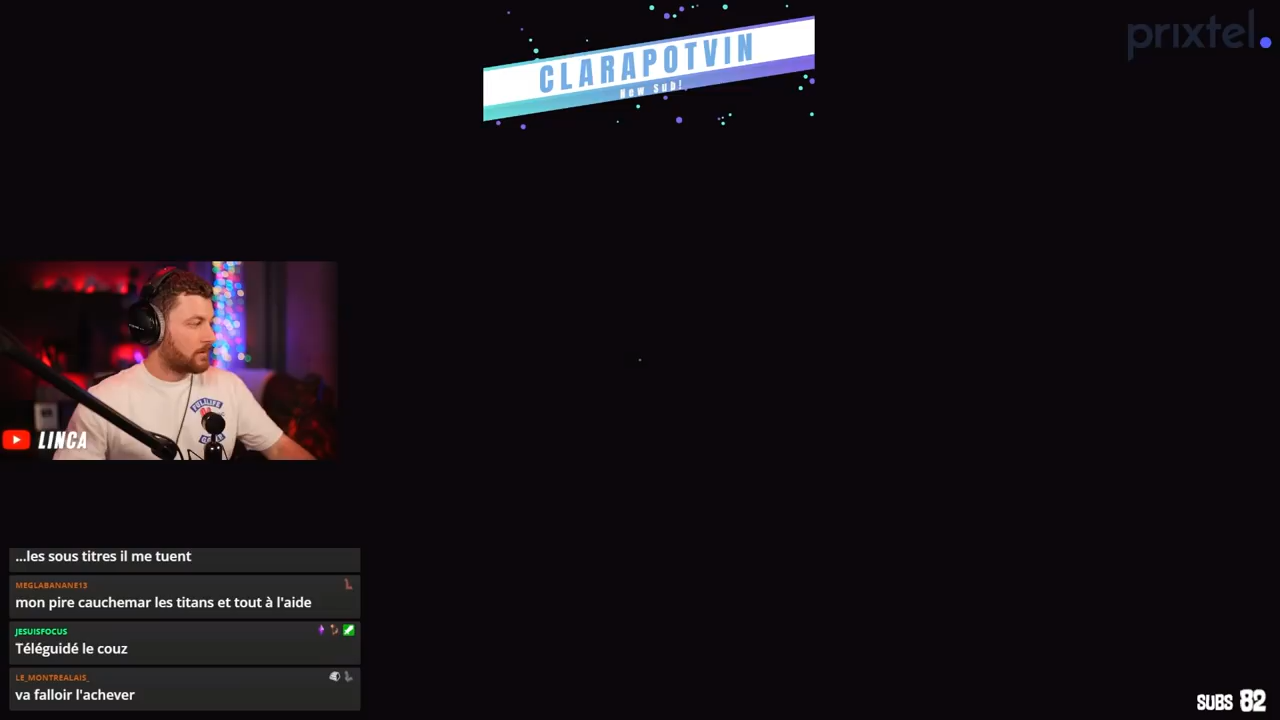 prixtel.
CLARAPOTVIN
New Sub!
LINCA
...les sous titres il me tuent
MEGLABANANE13
mon pire cauchemar les titans et tout à l'aide
JESUISFOCUS
Téléguidé le couz
LE_MONTREALAIS_
va falloir l'achever
SUBS 82